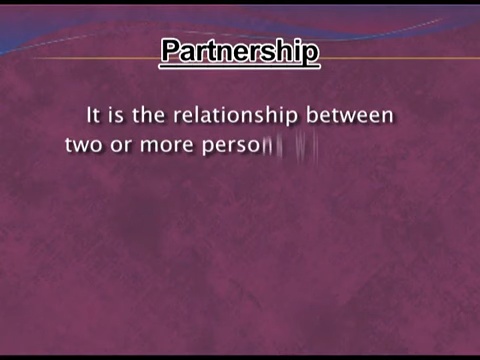 Partnership
It is the relationship between
two or more person